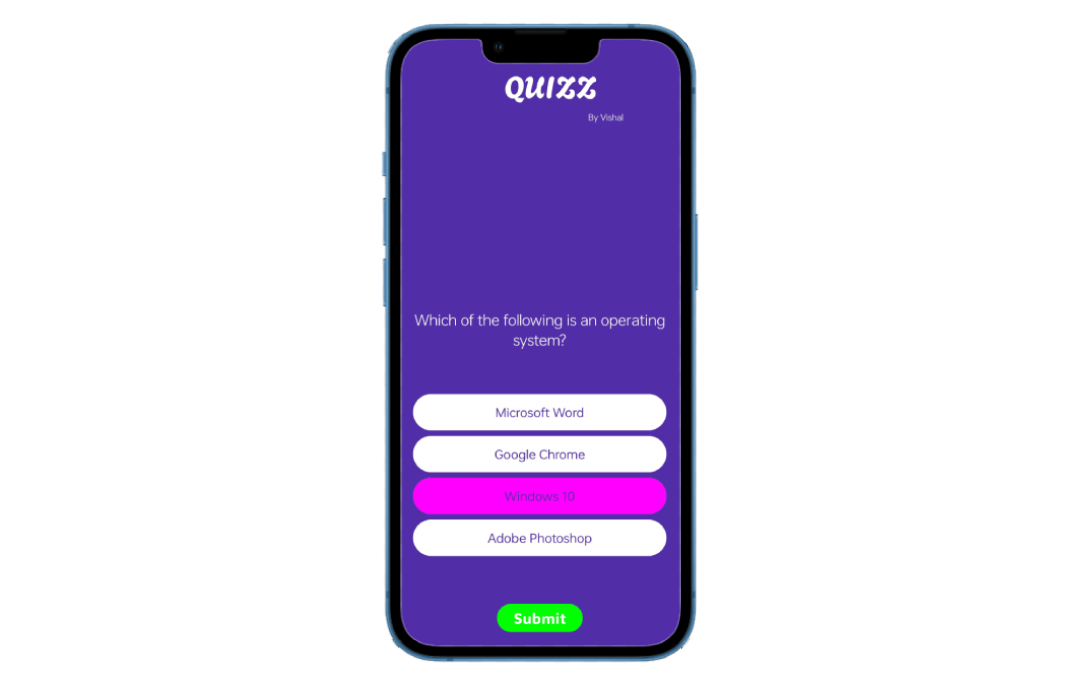 QUIZZ
By Vishal
Which of the following is an operating
system?
Microsoft Word
Google Chrome
Windows 10
Adobe Photoshop
Submit